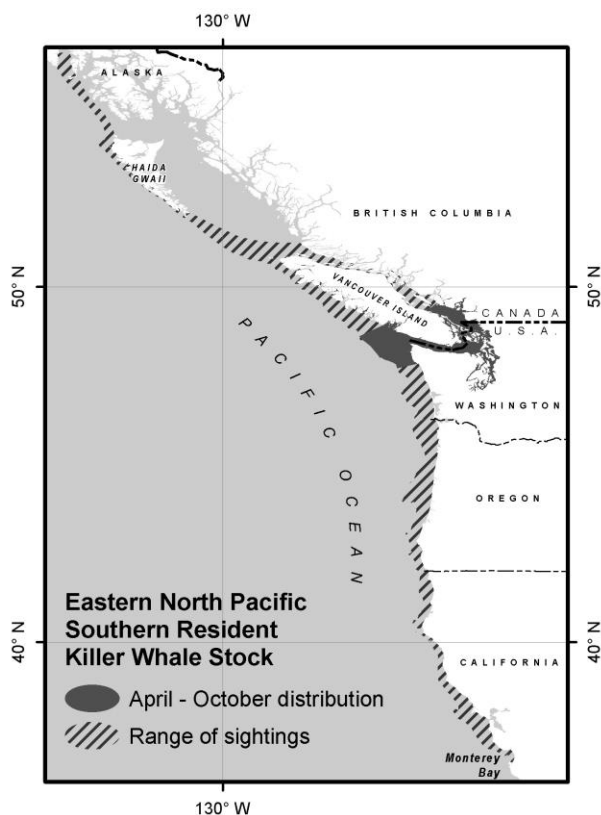 130° W
ALASKA
HAIDA
GWAII
BRITISH COLUMBIA
50° N
50° N
VANCOUVER ISLAND
CANADA
U.S.A.
PACIFIC OCEAN
WASHINGTON
OREGON
Eastern North Pacific
Southern Resident
Killer Whale Stock
40° N
40° N
CALIFORNIA
April - October distribution
Range of sightings
Monterey
Bay
130° W